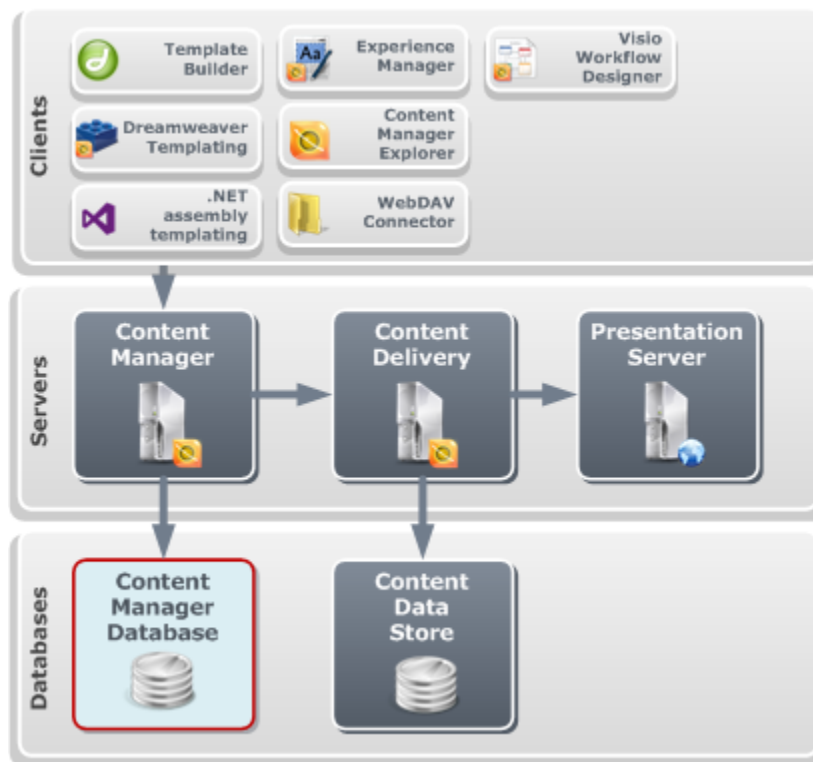 Clients
Template
Builder
Experience
Manager
Visio
Workflow
Designer
Dreamweaver
Templating
Content
Manager
Explorer
.NET
assembly
templating
WebDAV
Connector
Servers
Content
Manager
Content
Delivery
Presentation
Server
Databases
Content
Manager
Database
Content
Data
Store